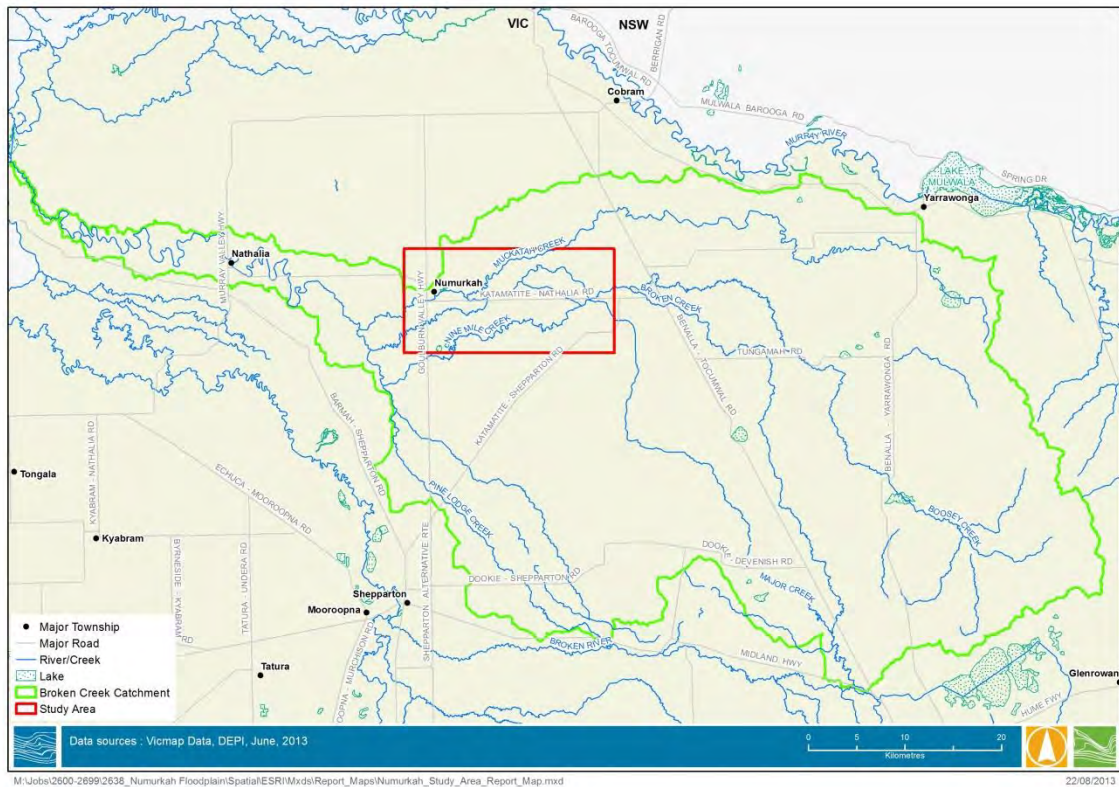 VIC
NSW
BAROOGA TOCUMWAL RD
BERRIGAN RD
Cobram
MULWALA BAROOGA RD
MURRAY RIVER
SPRING DR
LAKE
MULWALA
Yarrawonga
MURRAY VALLEY HWY
Nathalia
GOULBURN VALLEY HWY
MUCKATAH CREEK
Numurkah
KATAMATITE - NATHALIA RD
BROKEN CREEK
NINE MILE CREEK
KATAMATITE - SHEPPARTON RD
BENALLA - TOCUMWAL RD
TUNGAMAH RD
BENALLA - YARRAWONGA RD
BARMAH - SHEPPARTON RD
Tongala
KYABRAM - NATHALIA RD
ECHUCA - MOOROOPNA RD
PINE LODGE CREEK
BOOSEY CREEK
Kyabram
BYRNESIDE - KYABRAM
RD
TATURA - UNDERA RD
SHEPPARTON ALTERNATIVE RTE
DOOKIE - SHEPPARTON RD
DOOKIE - DEVENISH RD
MAJOR CREEK
Shepparton
Mooroopna
BROKEN RIVER
MIDLAND HWY
OOPNA - MURCHISON RD
Tatura
Glenrowan
HUME FWY
Major Township
Major Road
River/Creek
Lake
Broken Creek Catchment
Study Area
Data sources : Vicmap Data, DEPI, June, 2013
0 5 10 20
Kilometres
M:\Jobs\2600-2699\2638_Numurkah Floodplain\Spatial\ESRI\Mxds\Report_Maps\Numurkah_Study_Area_Report_Map.mxd
22/08/2013